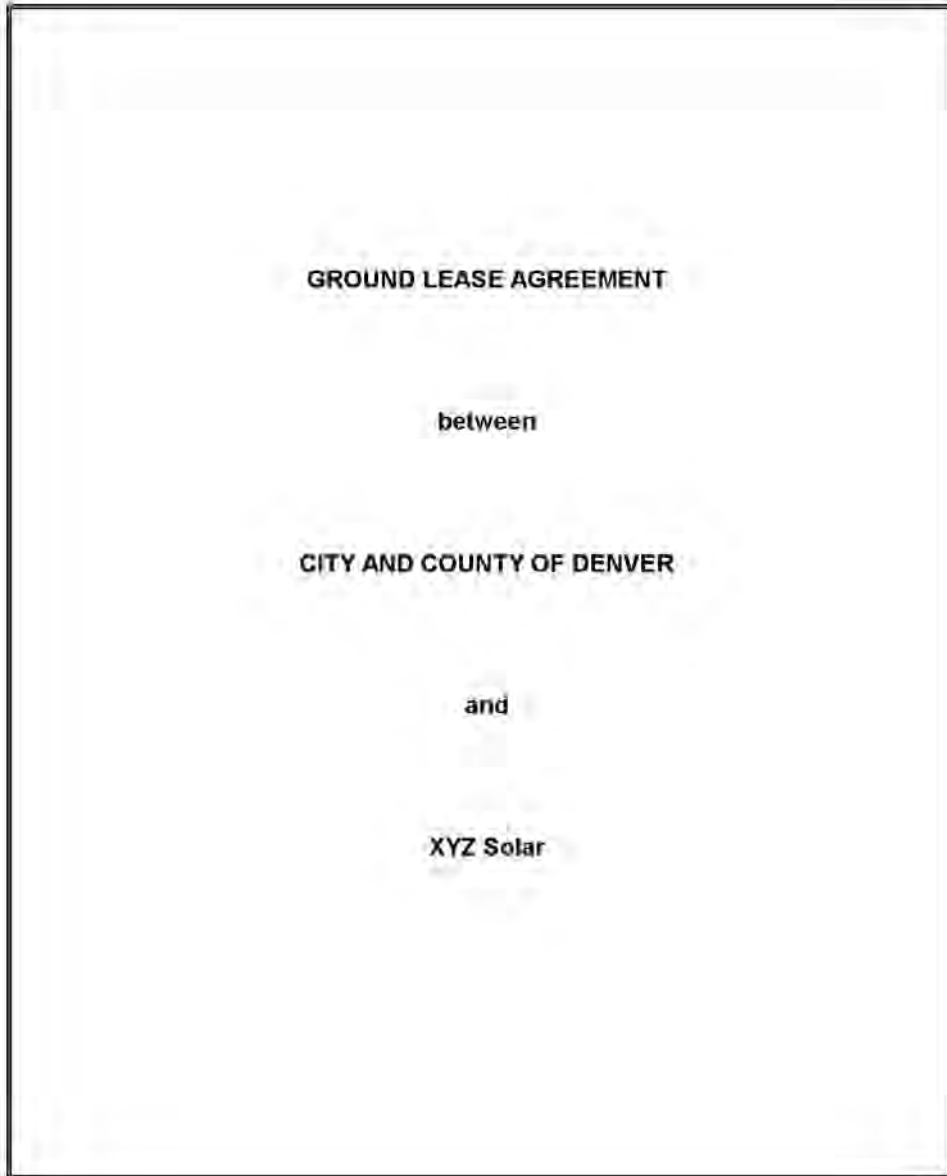 GROUND LEASE AGREEMENT
between
CITY AND COUNTY OF DENVER
and
XYZ Solar